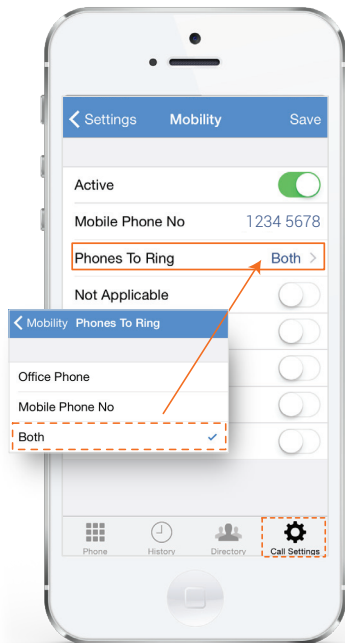 Settings Mobility Save
Active
Mobile Phone No 1234 5678
Phones To Ring Both
Not Applicable
Mobility Phones To Ring
Office Phone
Mobile Phone No
Both
Phone History Directory Call Settings